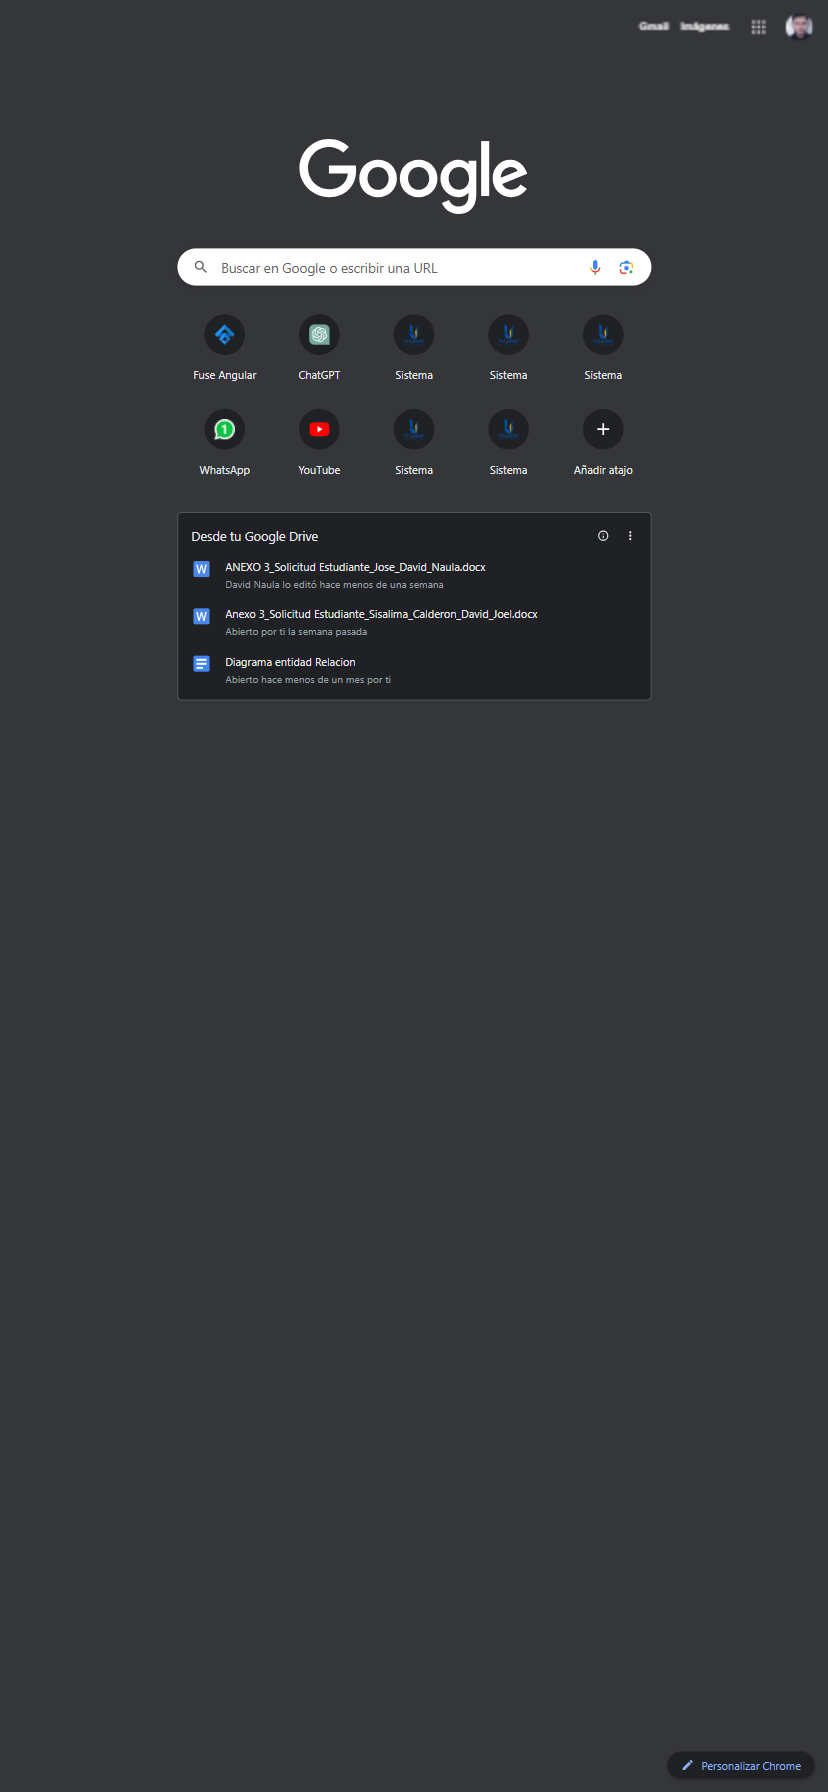 Gmail Imágenes
Google
Buscar en Google o escribir una URL
Fuse Angular ChatGPT Sistema Sistema Sistema
1
WhatsApp YouTube Sistema Sistema Añadir atajo
Desde tu Google Drive
W ANEXO 3_Solicitud Estudiante_Jose_David_Naula.docx
David Naula lo editó hace menos de una semana
W Anexo 3_Solicitud Estudiante_Sisalima_Calderon_David_Joel.docx
Abierto por ti la semana pasada
Diagrama entidad Relacion
Abierto hace menos de un mes por ti
Personalizar Chrome